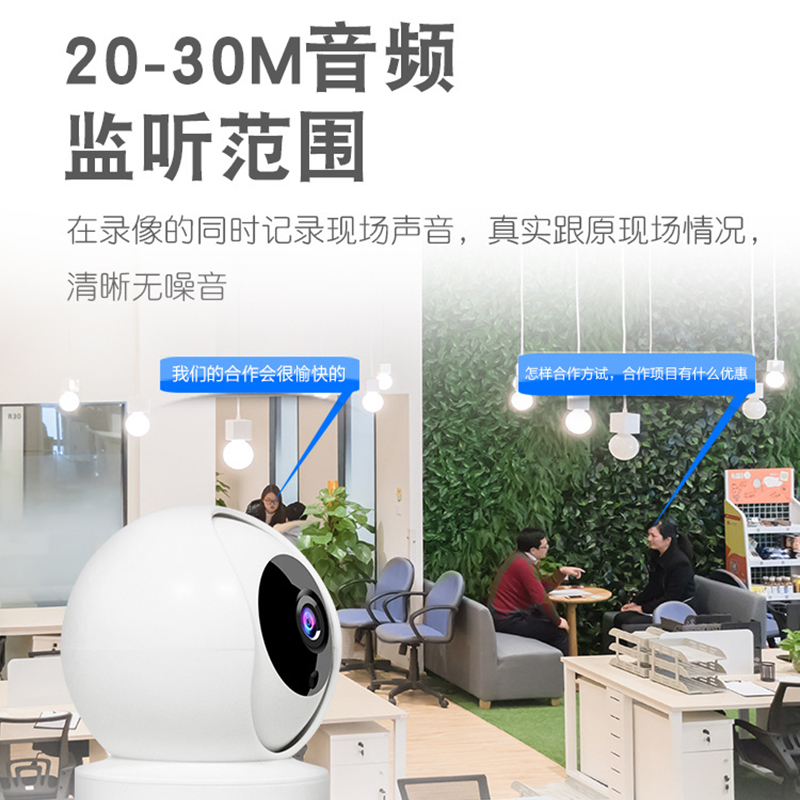 20-30M音频
监听范围
在录像的同时记录现场声音，真实跟原现场情况，
清晰无噪音
我们的合作会很愉快的
怎样合作方试，合作项目有什么优惠
R30